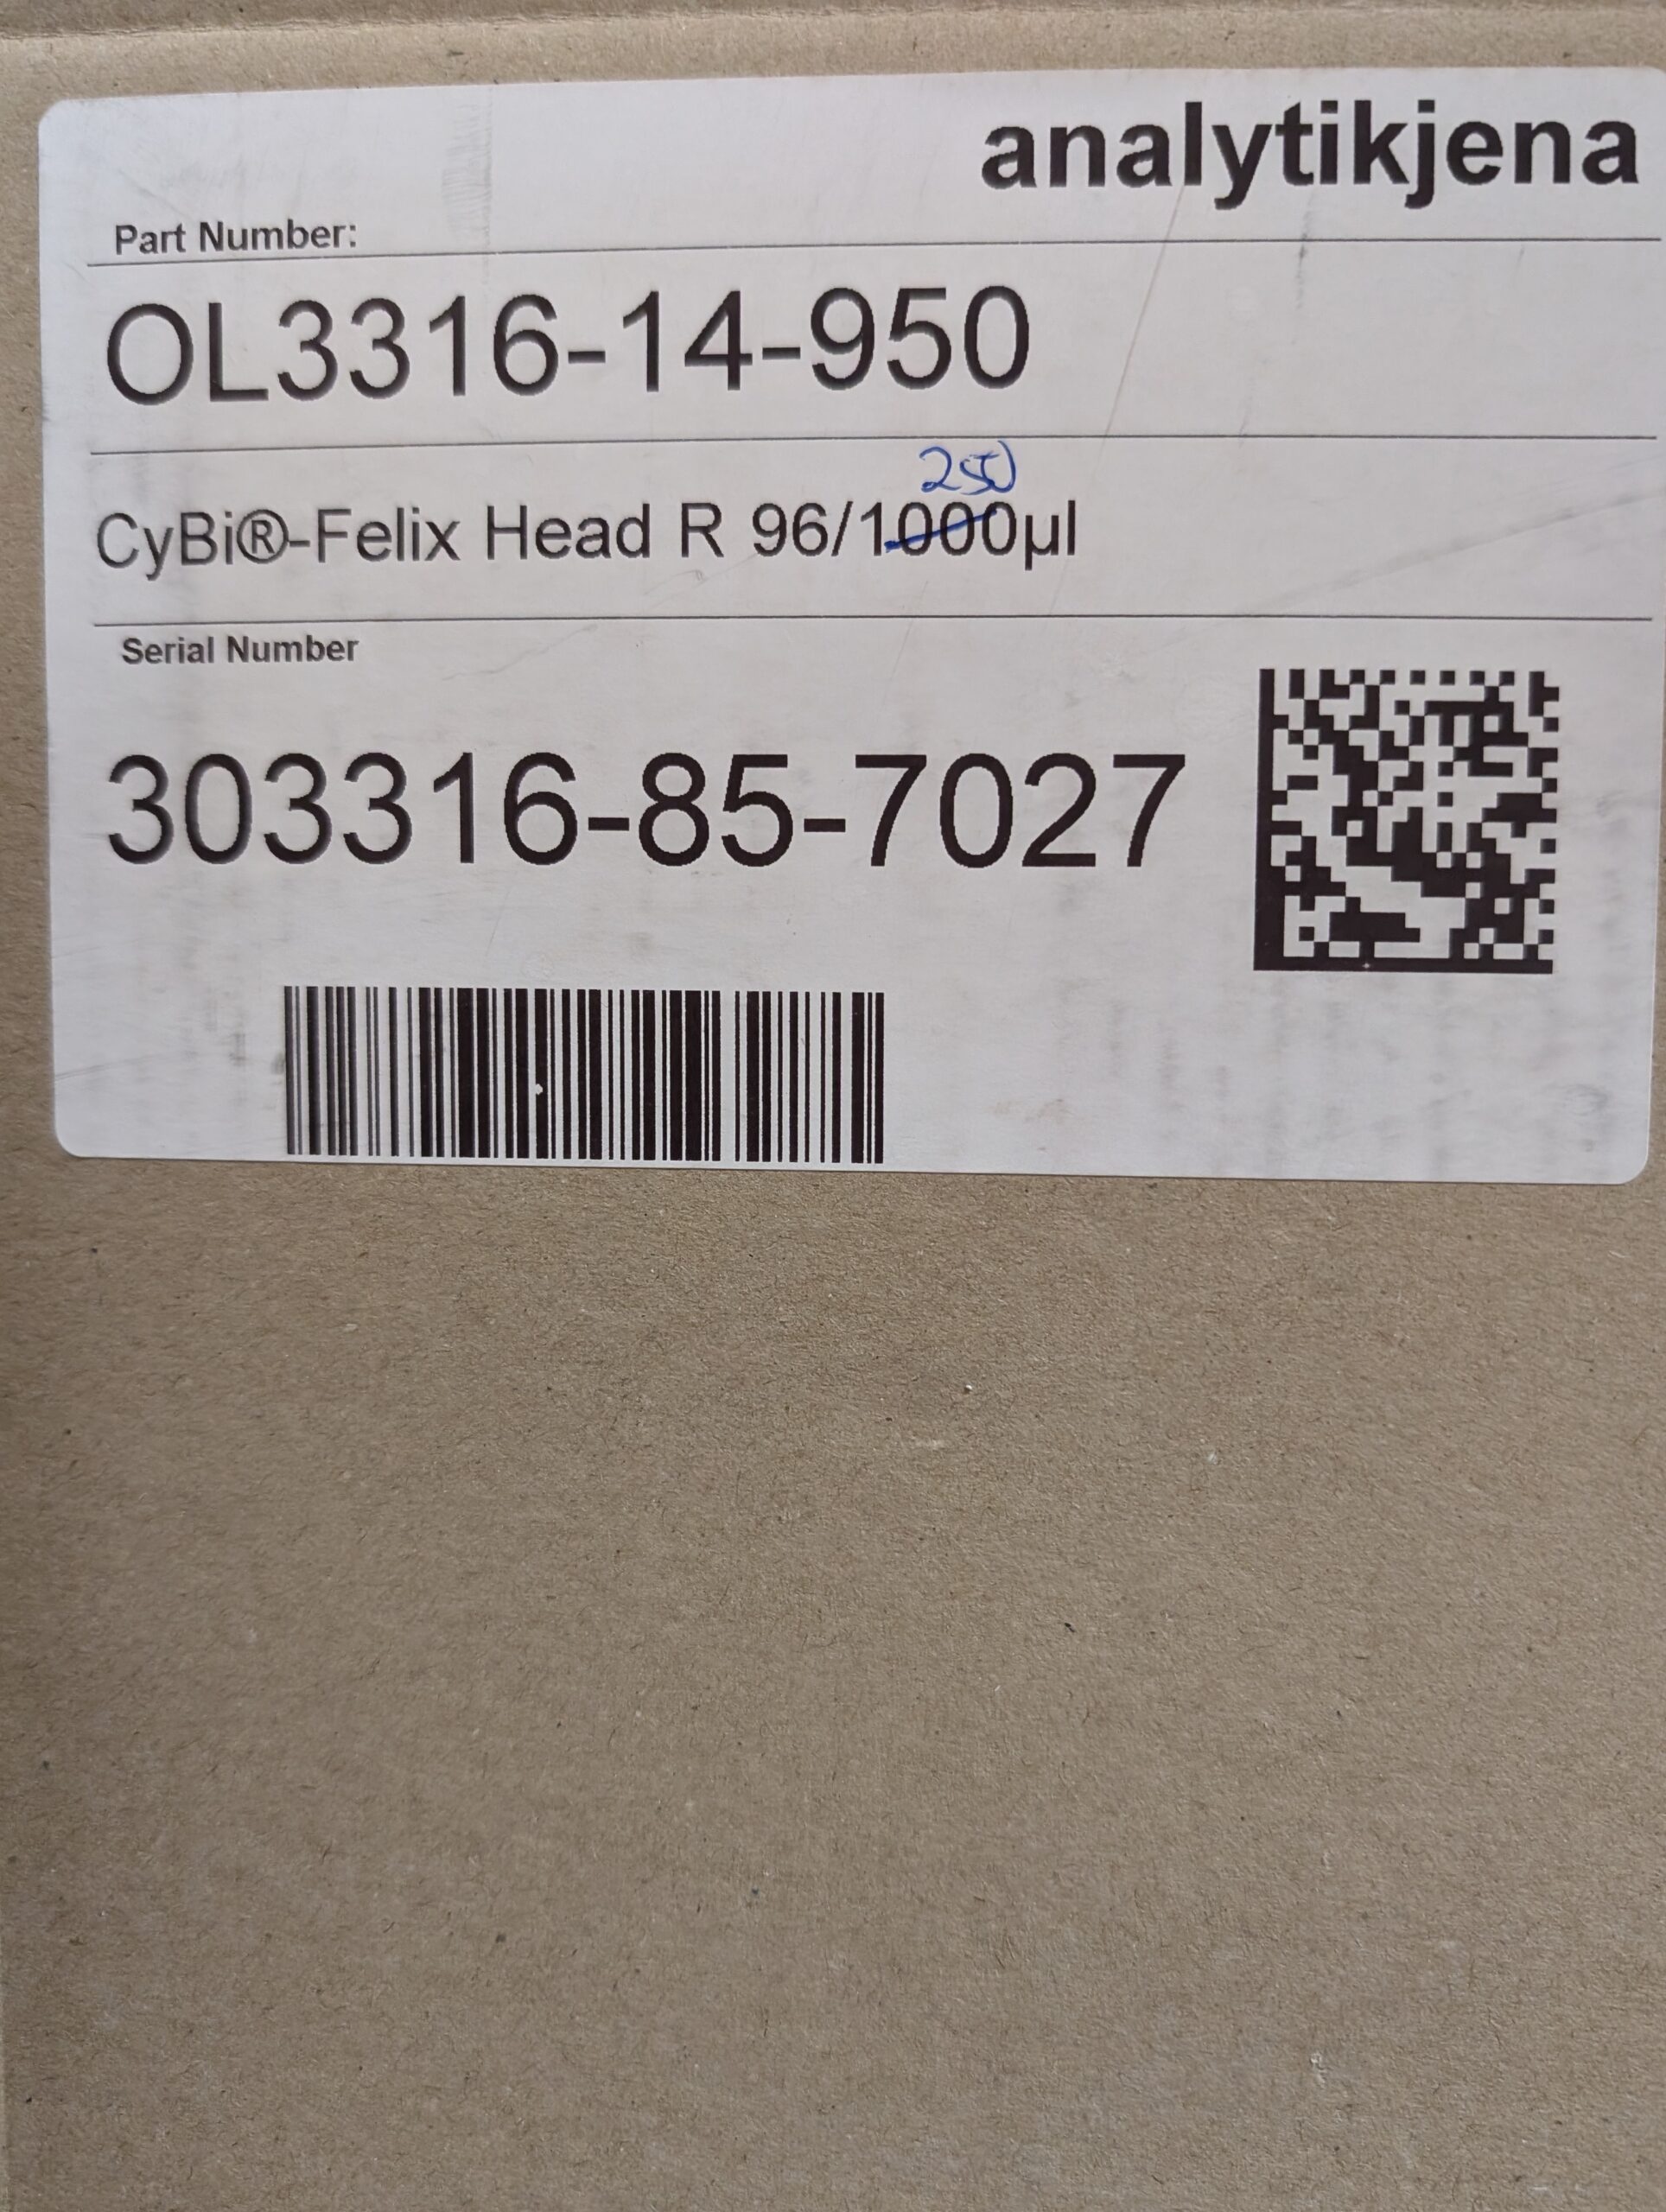 analytikjena
Part Number:
OL3316-14-950
250
CyBi®-Felix Head R 96/1000µl
Serial Number
303316-85-7027